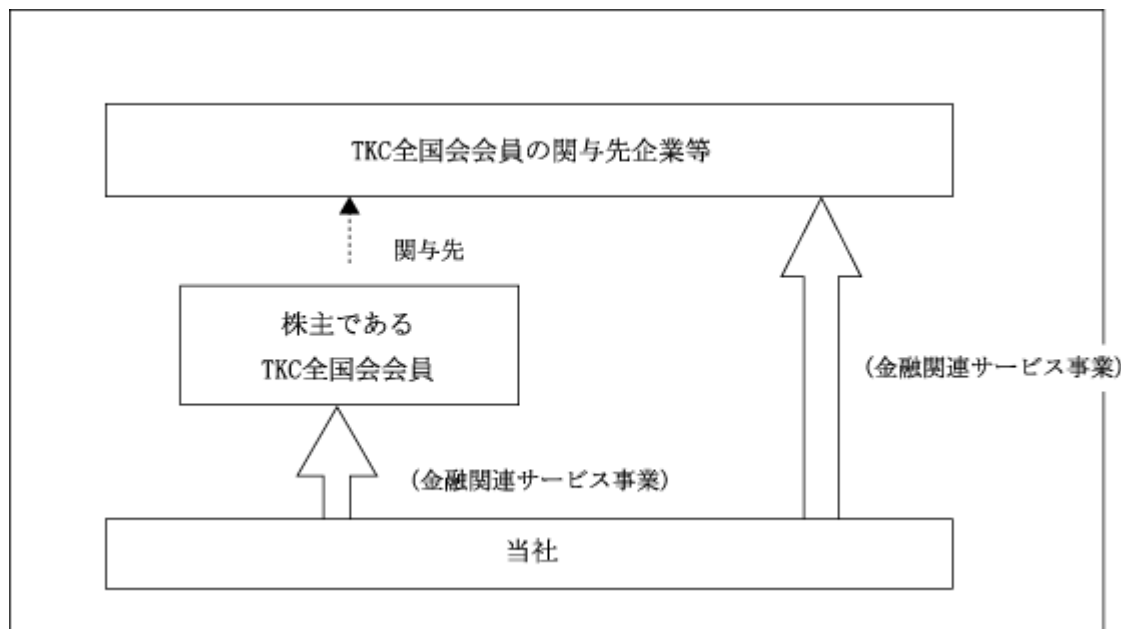 TKC全国会会員の関与先企業等
関与先
株主である
TKC全国会会員
(金融関連サービス事業)
(金融関連サービス事業)
当社